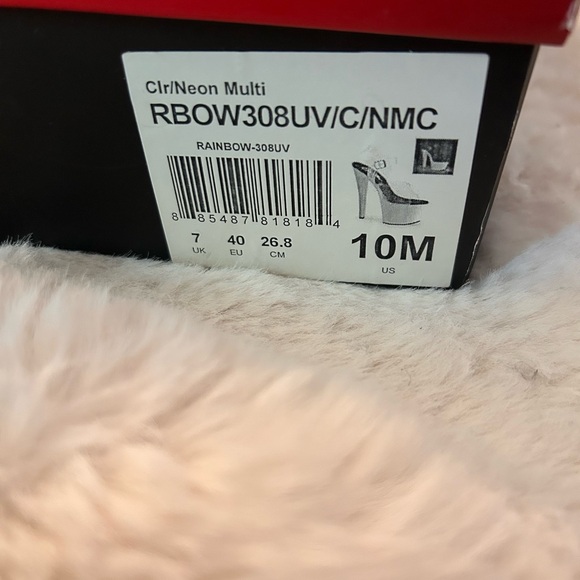 Clr/Neon Multi
RBOW308UV/C/NMC
RAINBOW-308UV
8 85487 81818 4
7 40 26.8 10M
UK EU CM US